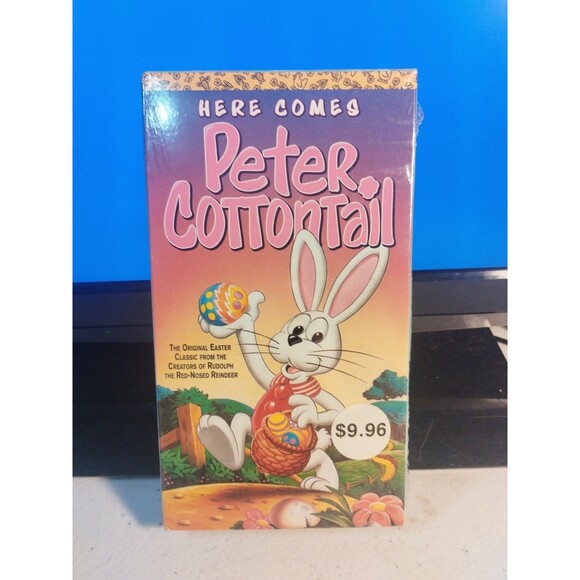 HERE COMES
Peter
Cottontail
THE ORIGINAL EASTER
CLASSIC FROM THE
CREATORS OF RUDOLPH
THE RED-NOSED REINDEER
$9.96